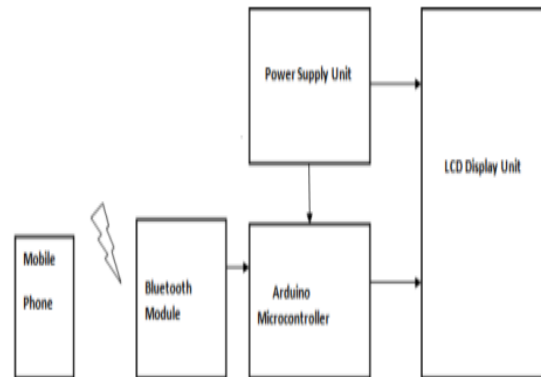 Power Supply Unit
LCD Display Unit
Mobile
Phone
Bluetooth
Module
Arduino
Microcontroller